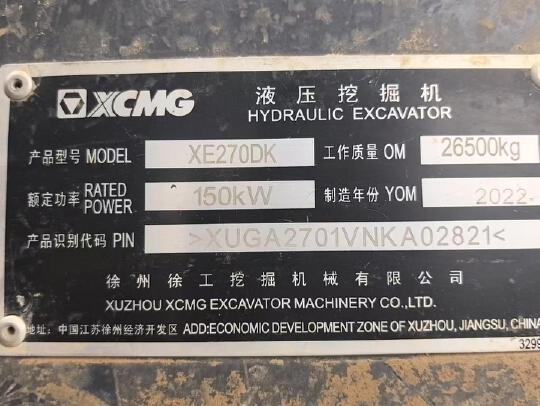 XCMG 液压挖掘机
HYDRAULIC EXCAVATOR
产品型号 MODEL XE270DK 工作质量 OM 26500kg
额定功率 RATED POWER 150kW 制造年份 YOM 2022
产品识别代码 PIN >XUGA2701VNKA02821<
徐州徐工挖掘机械有限公司
XUZHOU XCMG EXCAVATOR MACHINERY CO.,LTD.
地址: 中国江苏徐州经济开发区 ADD:ECONOMIC DEVELOPMENT ZONE OF XUZHOU, JIANGSU, CHINA
3299